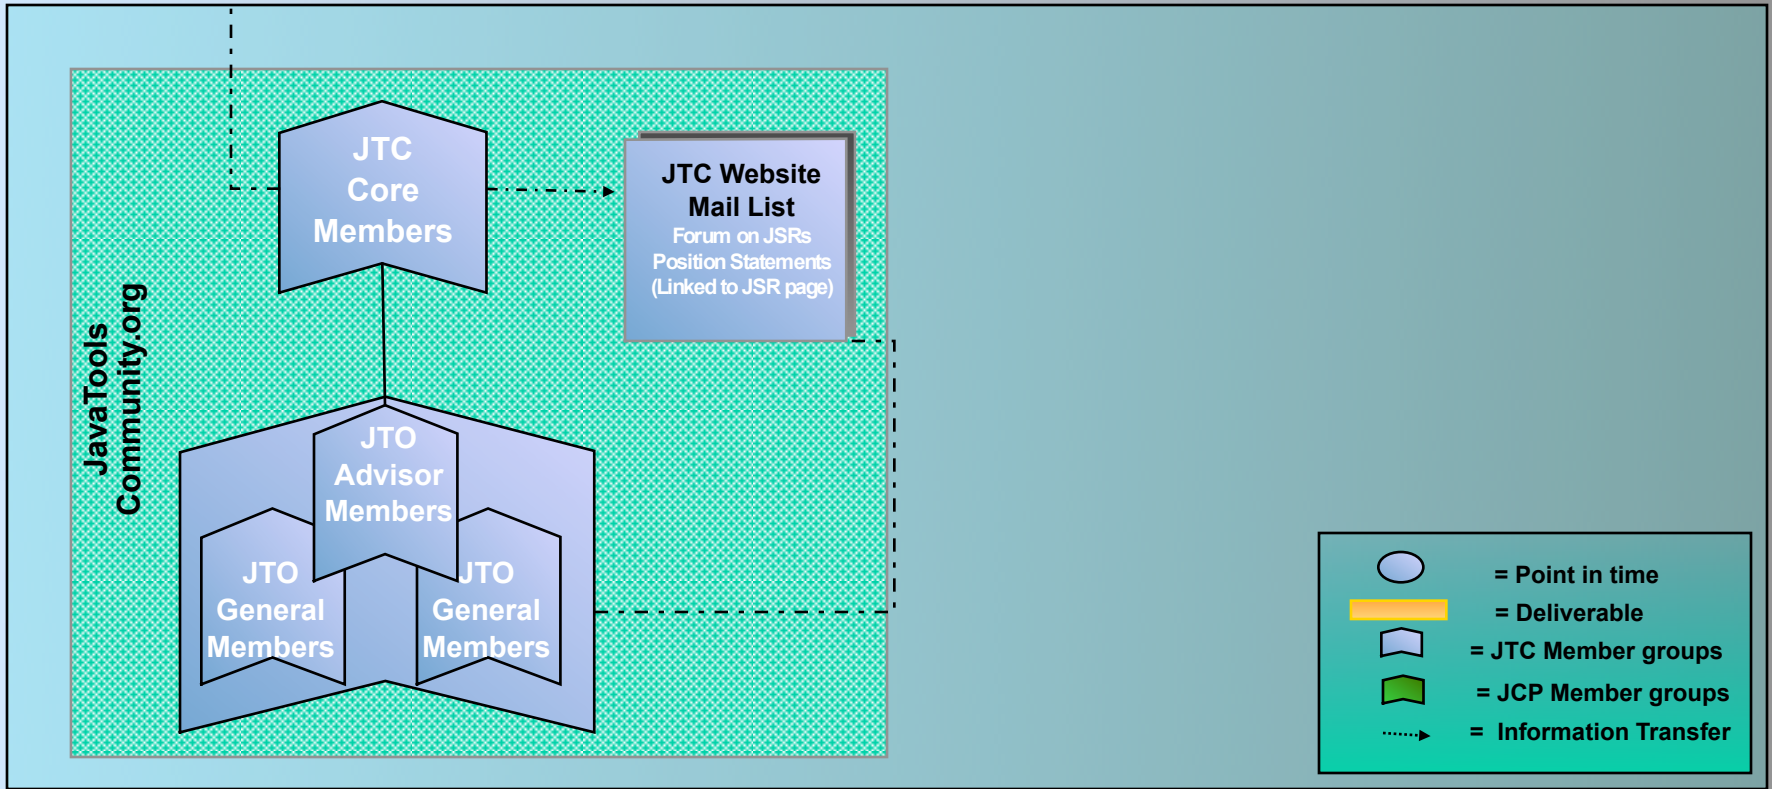 JTC
Core
Members
JTC Website
Mail List
Forum on JSRs
Position Statements
(Linked to JSR page)
JavaTools
Community.org
JTO
Advisor
Members
JTO
General
Members
JTO
General
Members
= Point in time
= Deliverable
= JTC Member groups
= JCP Member groups
= Information Transfer